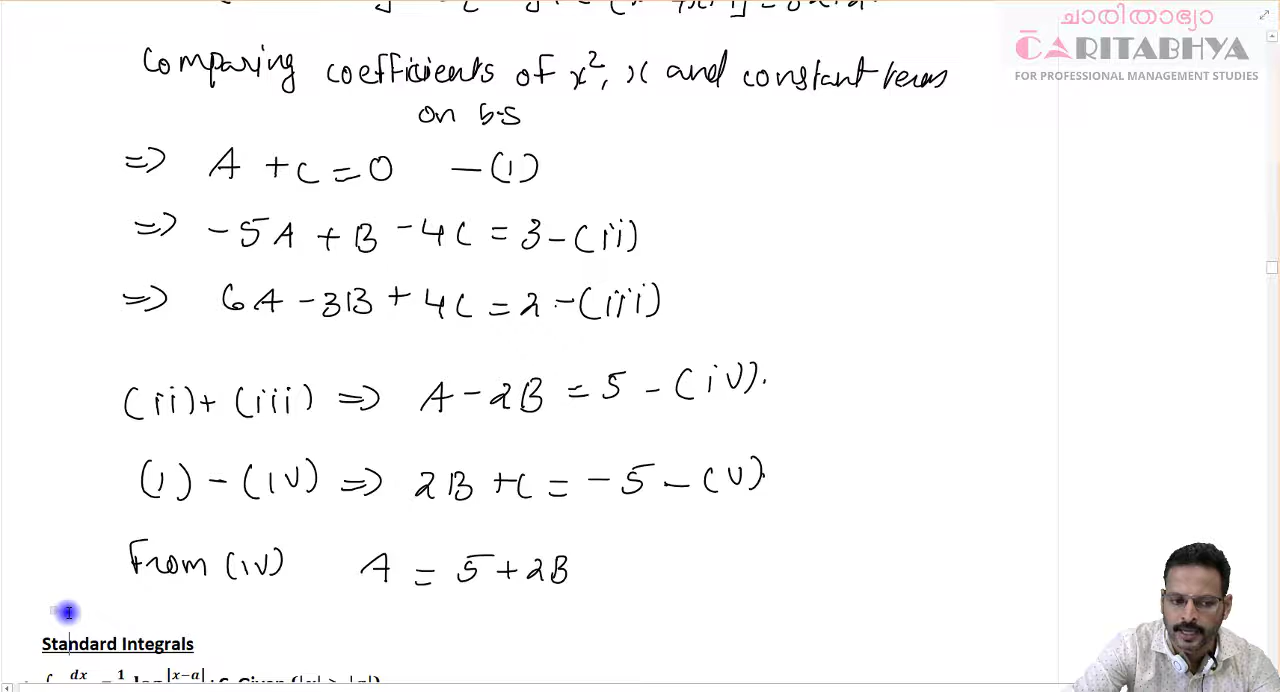 ചാരിതാഭ്യാ
CARITABHYA
FOR PROFESSIONAL MANAGEMENT STUDIES
Comparing coefficients of x², x and constant terms
on b.s
=> A + C = 0 — (i)
=> -5A + B - 4C = 3 - (ii)
=> 6A - 3B + 4C = 2 - (iii)
(ii) + (iii) => A - 2B = 5 - (iv).
(i) - (iv) => 2B + C = -5 - (v).
From (iv) A = 5 + 2B
Standard Integrals